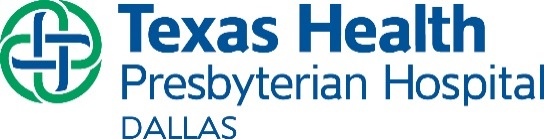 Texas Health
Presbyterian Hospital
DALLAS